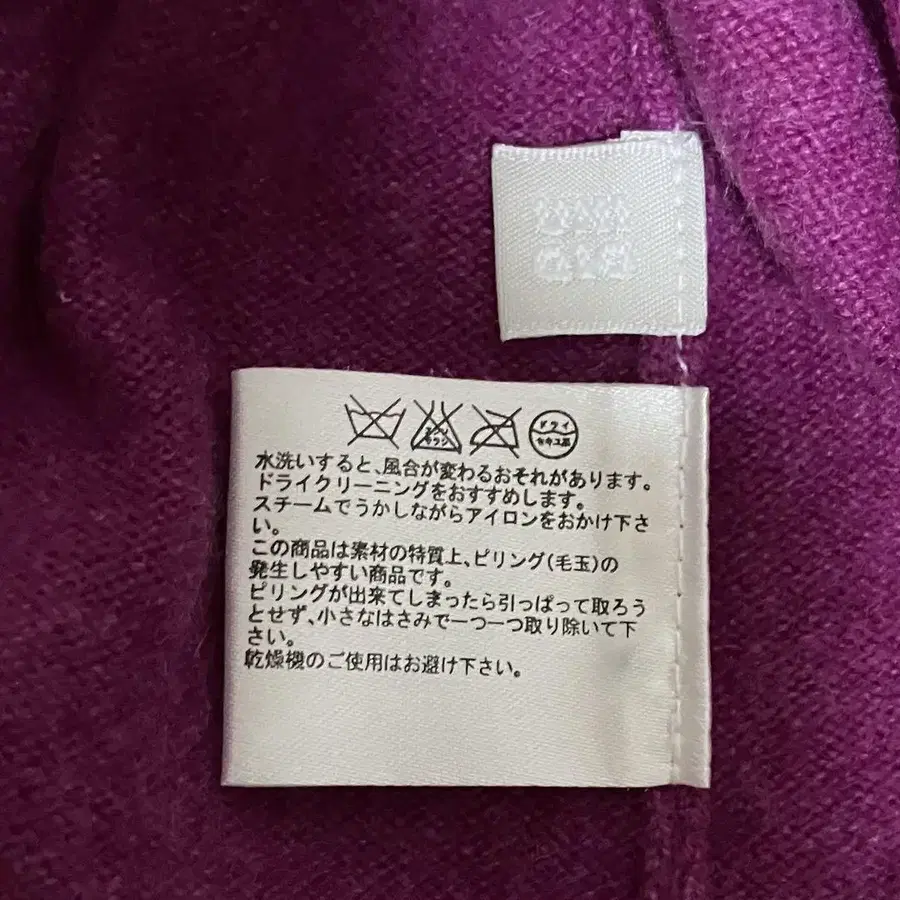 ドライ
セキユ系
水洗いすると、風合が変わるおそれがあります。
ドライクリーニングをおすすめします。
スチームでうかしながらアイロンをおかけ下さ
い。
この商品は素材の特質上、ピリング(毛玉)の
発生しやすい商品です。
ピリングが出来てしまったら引っぱって取ろう
とせず、小さなはさみで一つ一つ取り除いて下
さい。
乾燥機のご使用はお避け下さい。